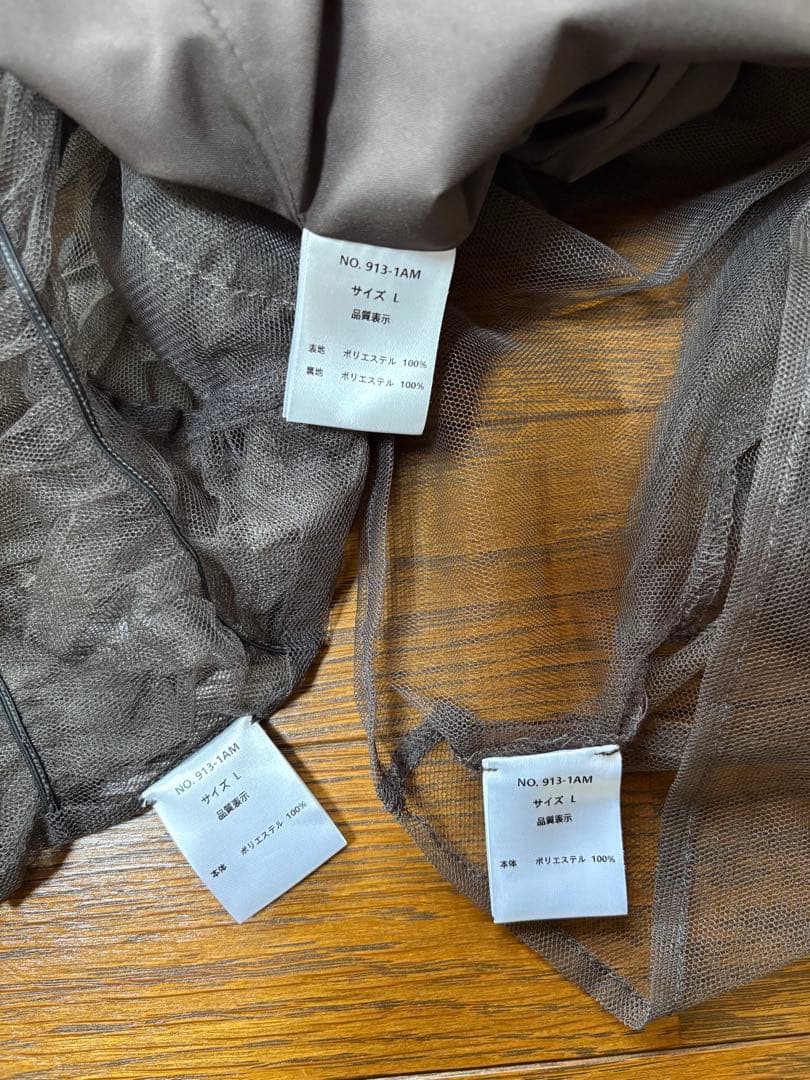 NO. 913-1AM
サイズ L
品質表示
表地 ポリエステル 100%
裏地 ポリエステル 100%
NO. 913-1AM
サイズ L
品質表示
本体 ポリエステル 100%
NO. 913-1AM
サイズ L
品質表示
本体 ポリエステル 100%